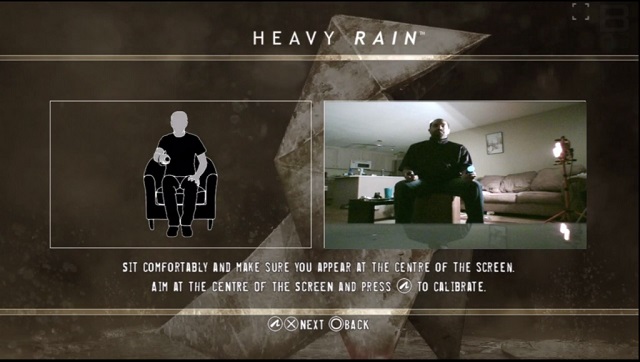 HEAVY RAIN™
SIT COMFORTABLY AND MAKE SURE YOU APPEAR AT THE CENTRE OF THE SCREEN.
AIM AT THE CENTRE OF THE SCREEN AND PRESS TO CALIBRATE.
NEXT BACK